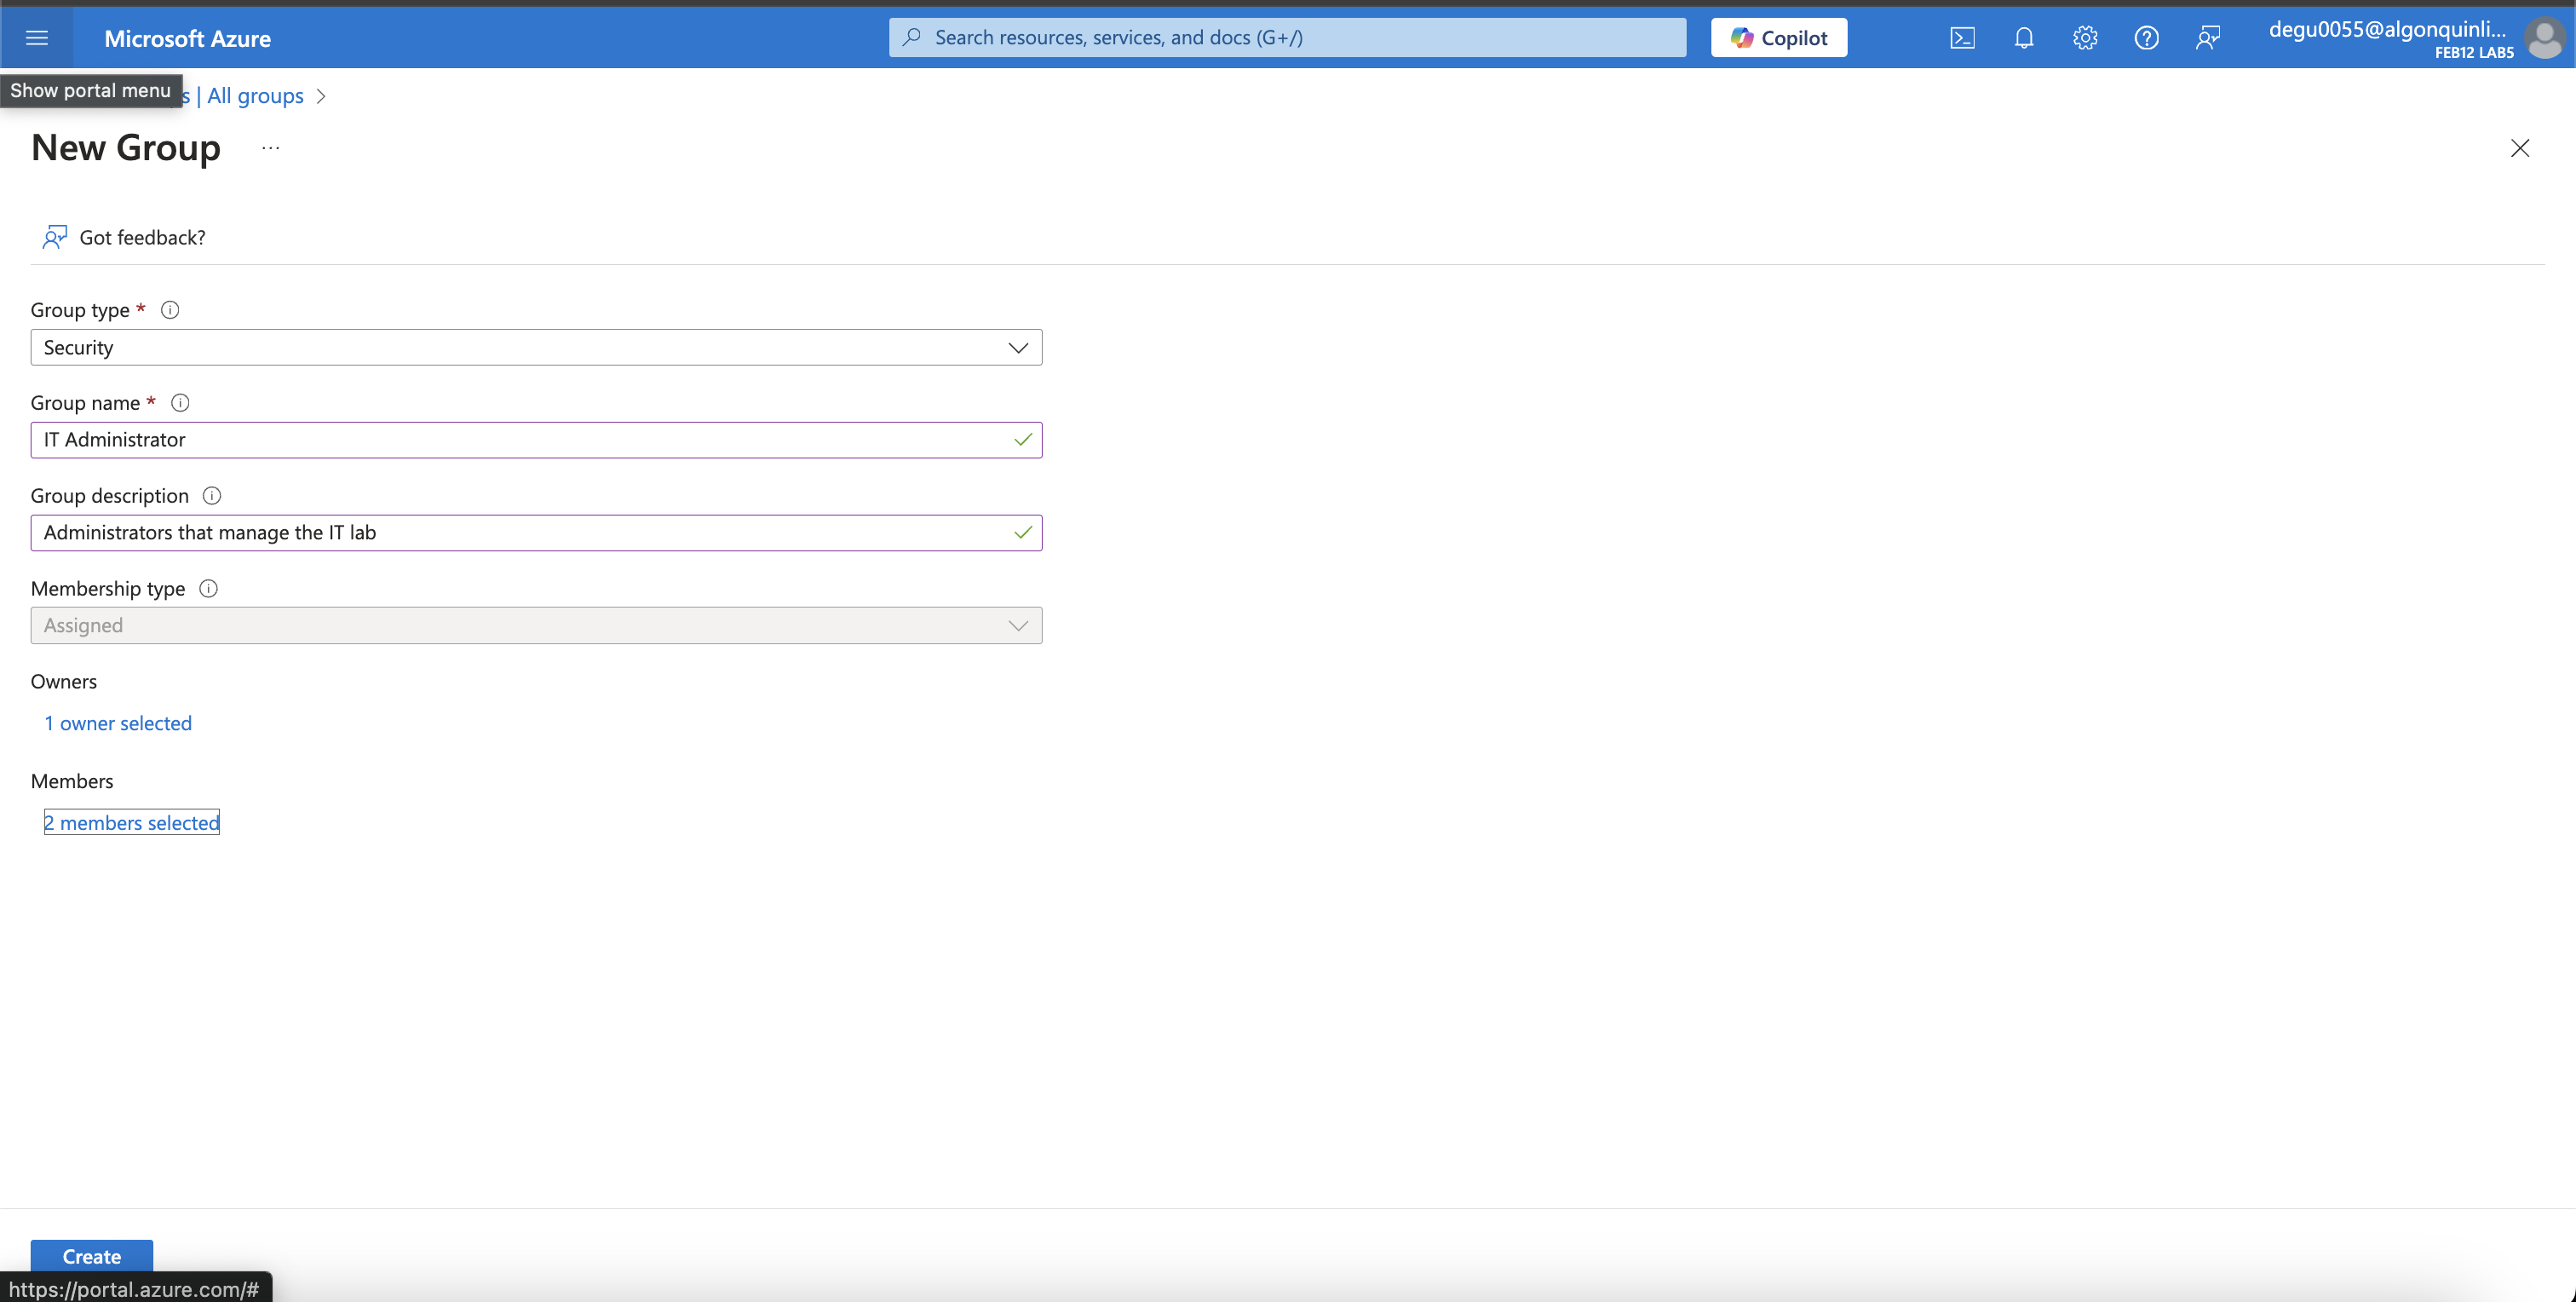 Microsoft Azure
Search resources, services, and docs (G+/)
Copilot
degu0055@algonquinli...
FEB12 LAB5
Show portal menu
s | All groups
New Group
...
Got feedback?
Group type *
Security
Group name *
IT Administrator
Group description
Administrators that manage the IT lab
Membership type
Assigned
Owners
1 owner selected
Members
2 members selected
Create
https://portal.azure.com/#